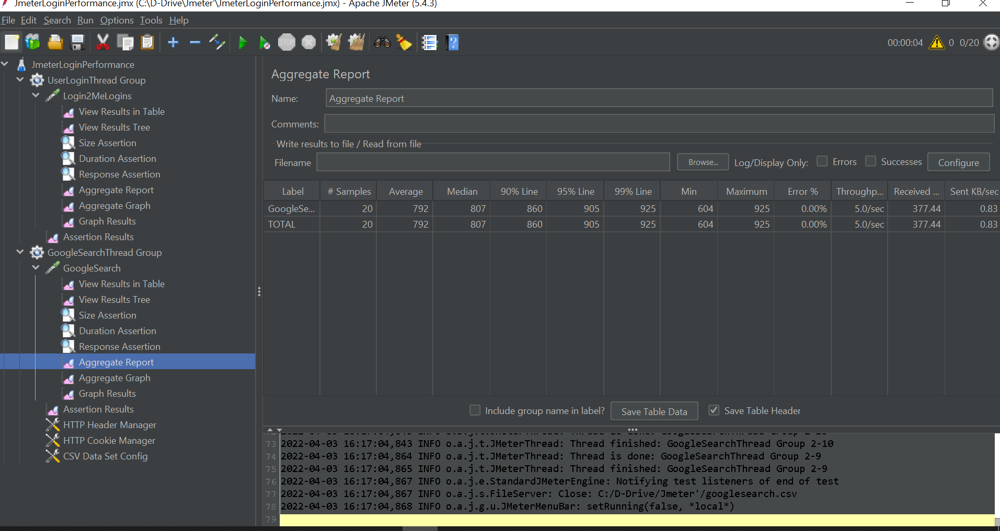 JmeterLoginPerformance.jmx (C:\D-Drive\Jmeter'\JmeterLoginPerformance.jmx) - Apache JMeter (5.4.3)
File Edit Search Run Options Tools Help
STOP
?
00:00:04 0 0/20
JmeterLoginPerformance
UserLoginThread Group
Login2MeLogins
View Results in Table
View Results Tree
Size Assertion
Duration Assertion
Response Assertion
Aggregate Report
Aggregate Graph
Graph Results
Assertion Results
GoogleSearchThread Group
GoogleSearch
View Results in Table
View Results Tree
Size Assertion
Duration Assertion
Response Assertion
Aggregate Report
Aggregate Graph
Graph Results
Assertion Results
HTTP Header Manager
HTTP Cookie Manager
CSV Data Set Config
Aggregate Report
Name: Aggregate Report
Comments:
Write results to file / Read from file
Filename Browse... Log/Display Only: Errors Successes Configure
Label # Samples Average Median 90% Line 95% Line 99% Line Min Maximum Error % Throughp... Received ... Sent KB/sec
GoogleSe... 20 792 807 860 905 925 604 925 0.00% 5.0/sec 377.44 0.83
TOTAL 20 792 807 860 905 925 604 925 0.00% 5.0/sec 377.44 0.83
Include group name in label? Save Table Data Save Table Header
73 2022-04-03 16:17:04,843 INFO o.a.j.t.JMeterThread: Thread finished: GoogleSearchThread Group 2-10
74 2022-04-03 16:17:04,864 INFO o.a.j.t.JMeterThread: Thread is done: GoogleSearchThread Group 2-9
75 2022-04-03 16:17:04,865 INFO o.a.j.t.JMeterThread: Thread finished: GoogleSearchThread Group 2-9
76 2022-04-03 16:17:04,867 INFO o.a.j.e.StandardJMeterEngine: Notifying test listeners of end of test
77 2022-04-03 16:17:04,867 INFO o.a.j.s.FileServer: Close: C:/D-Drive/Jmeter'/googlesearch.csv
78 2022-04-03 16:17:04,868 INFO o.a.j.g.u.JMeterMenuBar: setRunning(false, *local*)
79